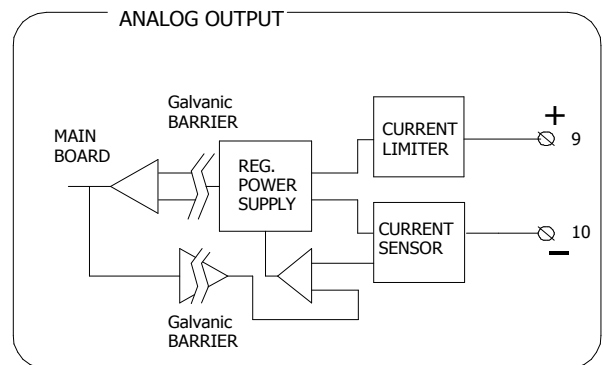 ANALOG OUTPUT
Galvanic
BARRIER
MAIN
BOARD
REG.
POWER
SUPPLY
CURRENT
LIMITER
+
9
CURRENT
SENSOR
10
−
Galvanic
BARRIER